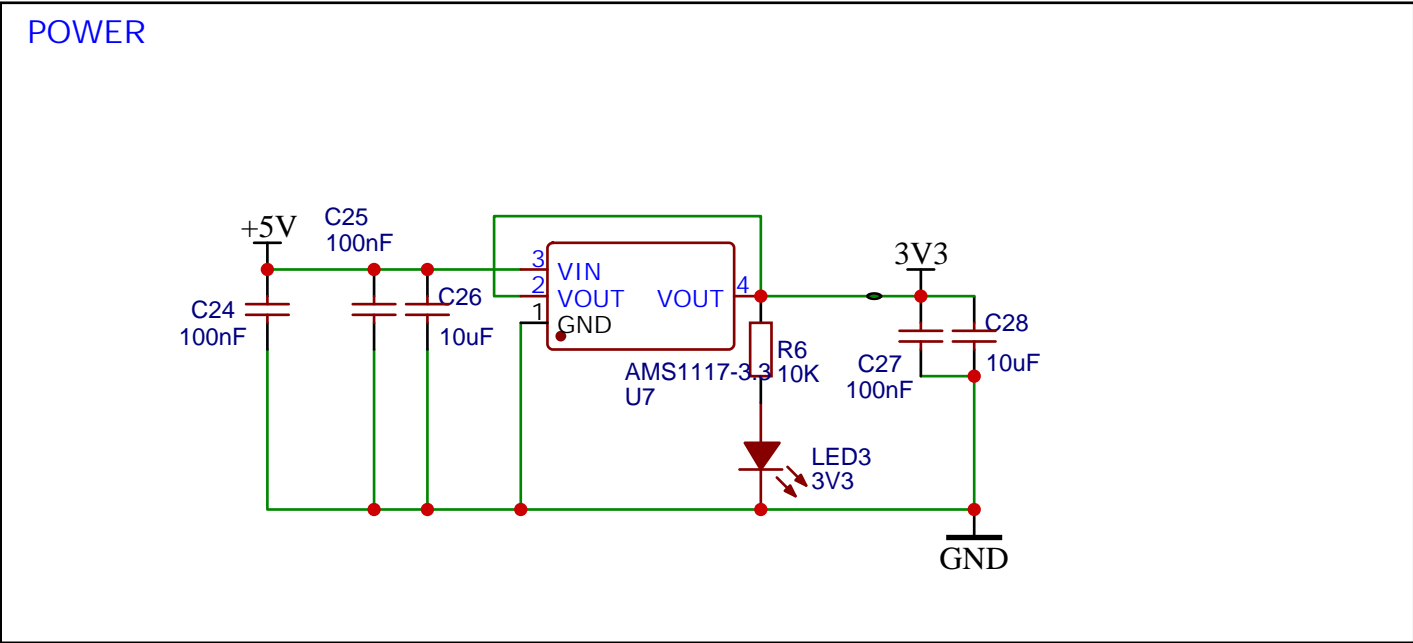 POWER
+5V
C25
100nF
C24
100nF
C26
10uF
3
VIN
2
VOUT
1
GND
VOUT
4
AMS1117-3.3
U7
R6
10K
LED3
3V3
3V3
C27
100nF
C28
10uF
GND